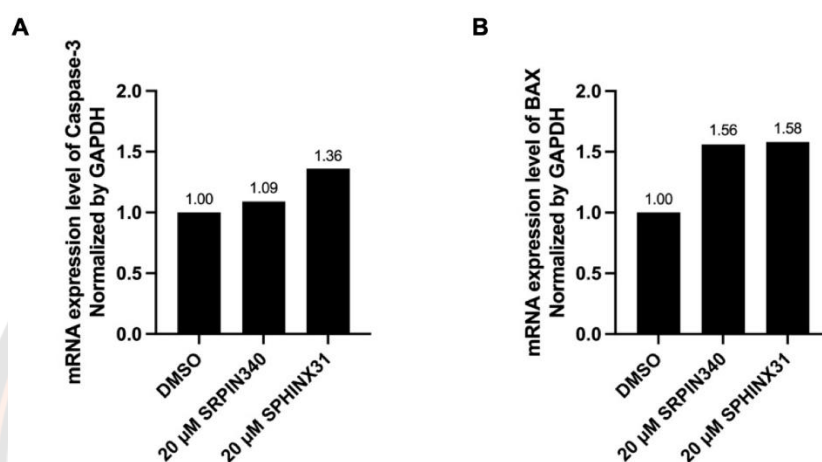 A
mRNA expression level of Caspase-3
Normalized by GAPDH
2.0
1.5
1.0
0.5
0.0
1.00
1.09
1.36
DMSO
20 µM SRPIN340
20 µM SPHINX31
B
mRNA expression level of BAX
Normalized by GAPDH
2.0
1.5
1.0
0.5
0.0
1.00
1.56
1.58
DMSO
20 µM SRPIN340
20 µM SPHINX31